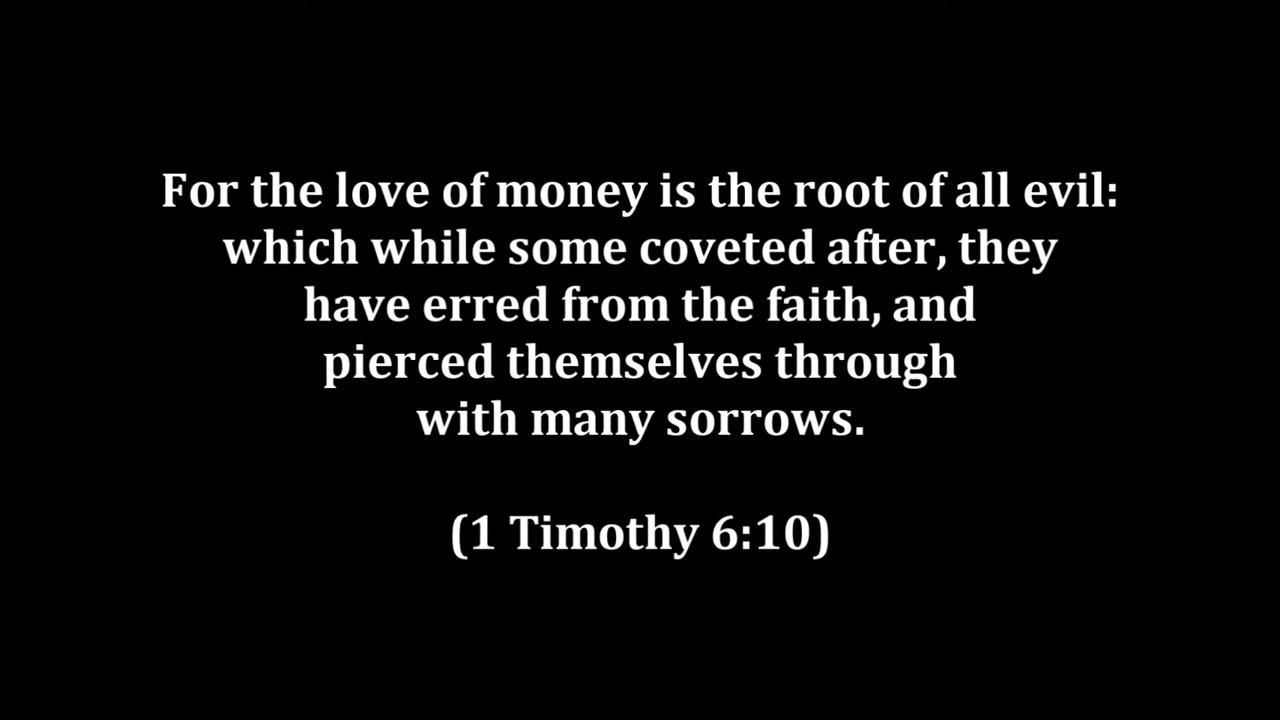 For the love of money is the root of all evil:
which while some coveted after, they
have erred from the faith, and
pierced themselves through
with many sorrows.
(1 Timothy 6:10)